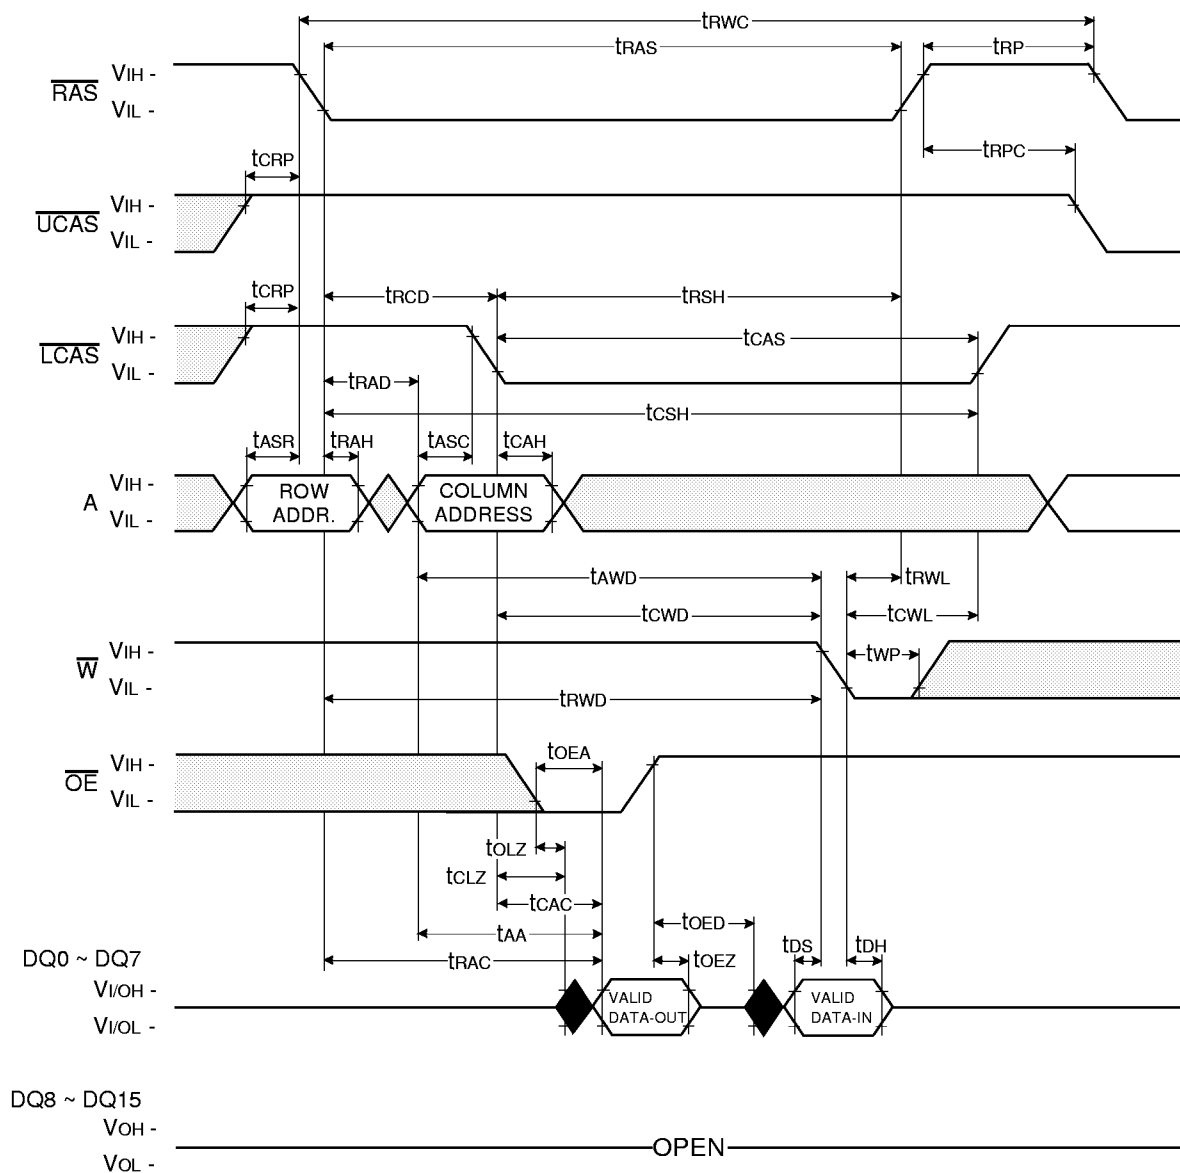 tRWC
tRAS
tRP
RAS
VIH -
VIL -
tRPC
tCRP
UCAS
VIH -
VIL -
tCRP
tRCD
tRSH
LCAS
VIH -
VIL -
tCAS
tRAD
tCSH
tASR
tRAH
tASC
tCAH
A
VIH -
VIL -
ROW
ADDR.
COLUMN
ADDRESS
tAWD
tRWL
tCWD
tCWL
W
VIH -
VIL -
tWP
tRWD
OE
VIH -
VIL -
tOEA
tOLZ
tCLZ
tCAC
tOED
tAA
tDS
tDH
DQ0 ~ DQ7
tRAC
tOEZ
VI/OH -
VI/OL -
VALID
DATA-OUT
VALID
DATA-IN
DQ8 ~ DQ15
VOH -
VOL -
OPEN